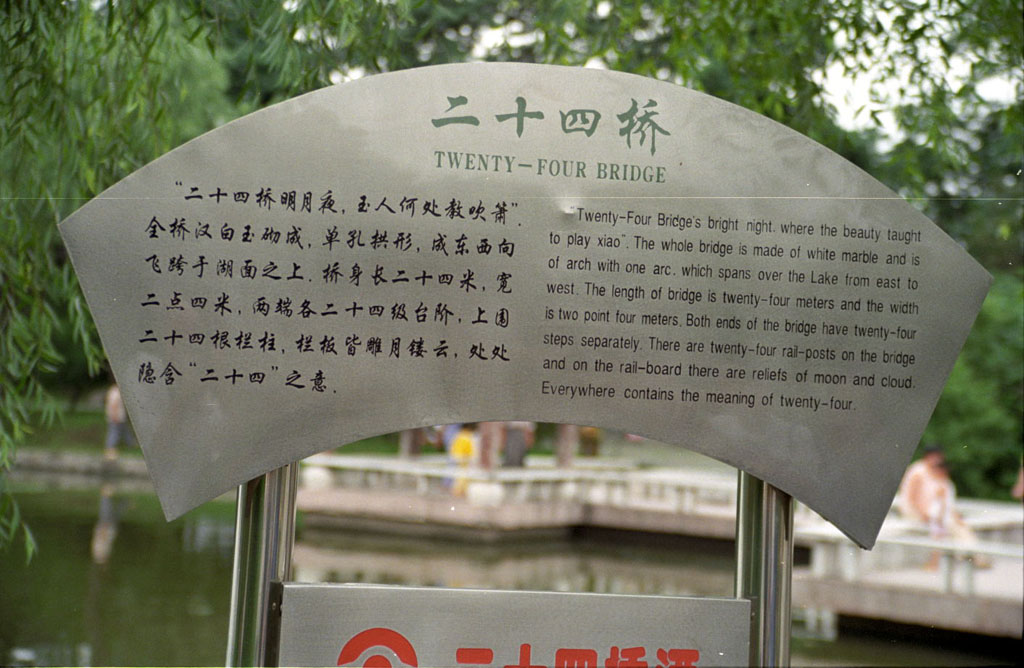 二十四桥
TWENTY-FOUR BRIDGE
"二十四桥明月夜，玉人何处教吹箫".
全桥汉白玉砌成，单孔拱形，成东西向
飞跨于湖面之上．桥身长二十四米，宽
二点四米，两端各二十四级台阶，上围
二十四根栏柱，栏板皆雕月镂云，处处
隐含"二十四"之意．
"Twenty-Four Bridge's bright night. where the beauty taught
to play xiao". The whole bridge is made of white marble and is
of arch with one arc. which spans over the Lake from east to
west. The length of bridge is twenty-four meters and the width
is two point four meters. Both ends of the bridge have twenty-four
steps separately. There are twenty-four rail-posts on the bridge
and on the rail-board there are reliefs of moon and cloud.
Everywhere contains the meaning of twenty-four.
二十四桥酒